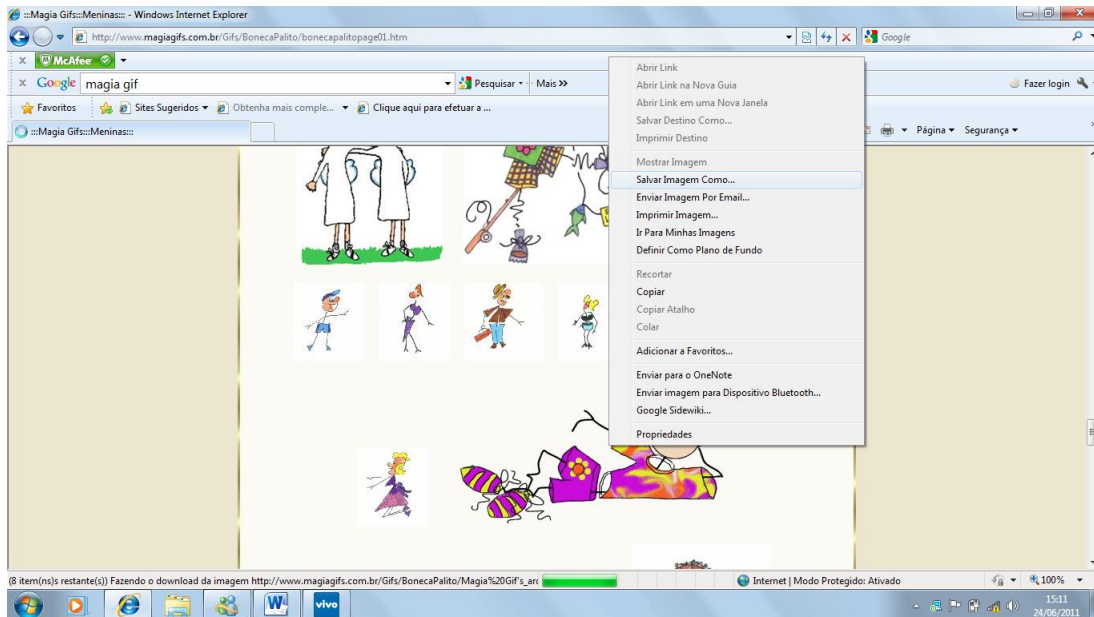 :::Magia Gifs:::Meninas::: - Windows Internet Explorer
http://www.magiagifs.com.br/Gifs/BonecaPalito/bonecapalitopage01.htm
Google
X McAfee
x Google magia gif Pesquisar Mais >> Fazer login
Favoritos Sites Sugeridos Obtenha mais comple... Clique aqui para efetuar a ...
:::Magia Gifs:::Meninas::: Página Segurança
Abrir Link
Abrir Link na Nova Guia
Abrir Link em uma Nova Janela
Salvar Destino Como...
Imprimir Destino
Mostrar Imagem
Salvar Imagem Como...
Enviar Imagem Por Email...
Imprimir Imagem...
Ir Para Minhas Imagens
Definir Como Plano de Fundo
Recortar
Copiar
Copiar Atalho
Colar
Adicionar a Favoritos...
Enviar para o OneNote
Enviar imagem para Dispositivo Bluetooth...
Google Sidewiki...
Propriedades
(8 item(ns)s restante(s)) Fazendo o download da imagem http://www.magiagifs.com.br/Gifs/BonecaPalito/Magia%20Gif's_arc Internet | Modo Protegido: Ativado 100%
W vivo 15:11
24/06/2011